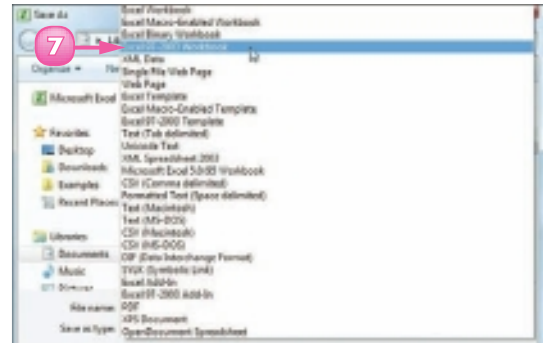 Save As
Excel Workbook
Excel Macro-Enabled Workbook
Excel Binary Workbook
7
Excel 97-2003 Workbook
XML Data
Organize
Single File Web Page
Web Page
Microsoft Excel
Excel Template
Excel Macro-Enabled Template
Excel 97-2003 Template
Favorites
Text (Tab delimited)
Desktop
Unicode Text
XML Spreadsheet 2003
Downloads
Microsoft Excel 5.0/95 Workbook
Examples
CSV (Comma delimited)
Formatted Text (Space delimited)
Recent Places
Text (Macintosh)
Text (MS-DOS)
Libraries
CSV (Macintosh)
CSV (MS-DOS)
Documents
DIF (Data Interchange Format)
Music
SYLK (Symbolic Link)
Excel Add-In
Excel 97-2003 Add-In
File name:
PDF
XPS Document
Save as type:
OpenDocument Spreadsheet